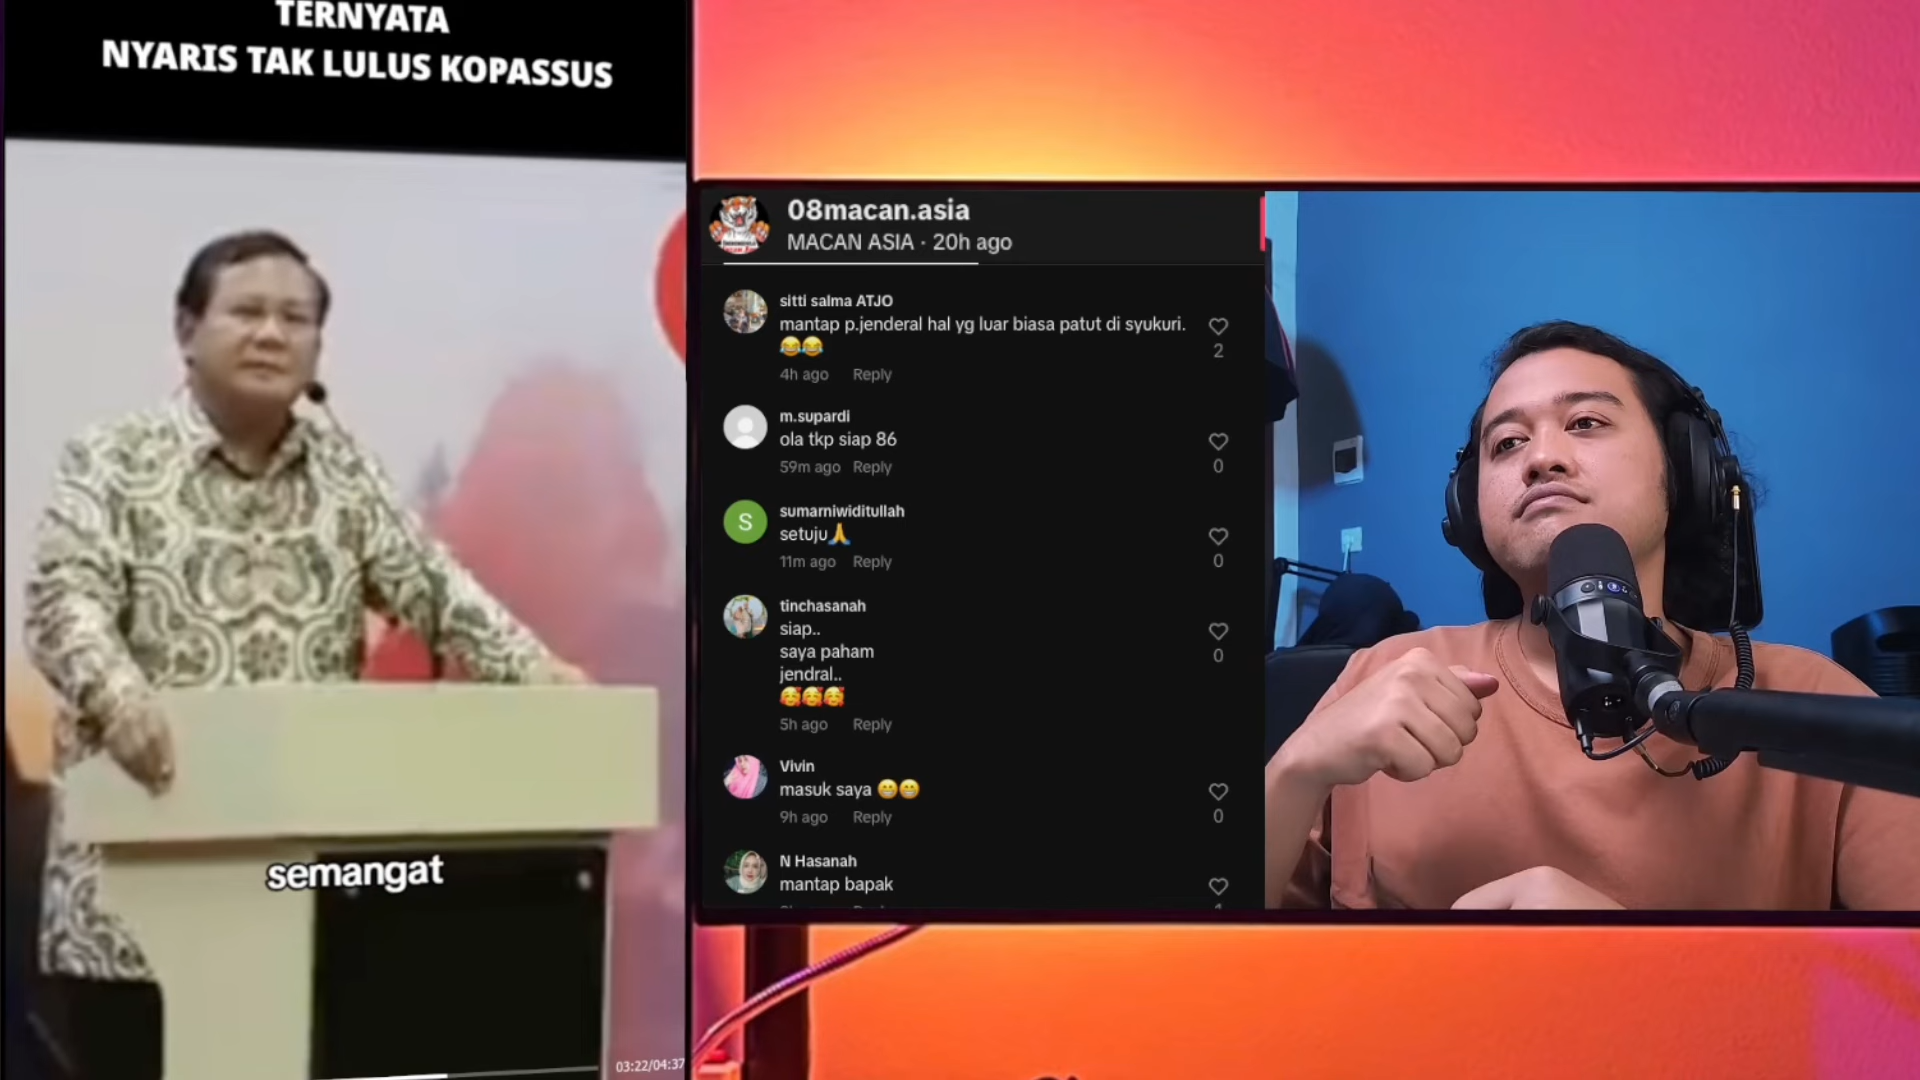 TERNYATA
NYARIS TAK LULUS KOPASSUS
semangat
03:22/04:37
08macan.asia
MACAN ASIA · 20h ago
sitti salma ATJO
mantap p.jenderal hal yg luar biasa patut di syukuri.
😂😂
2
4h ago Reply
m.supardi
ola tkp siap 86
59m ago Reply
0
S
sumarniwiditullah
setuju🙏
11m ago Reply
0
tinchasanah
siap..
saya paham
jendral..
🥰🥰🥰
5h ago Reply
0
Vivin
masuk saya 😁😁
9h ago Reply
0
N Hasanah
mantap bapak